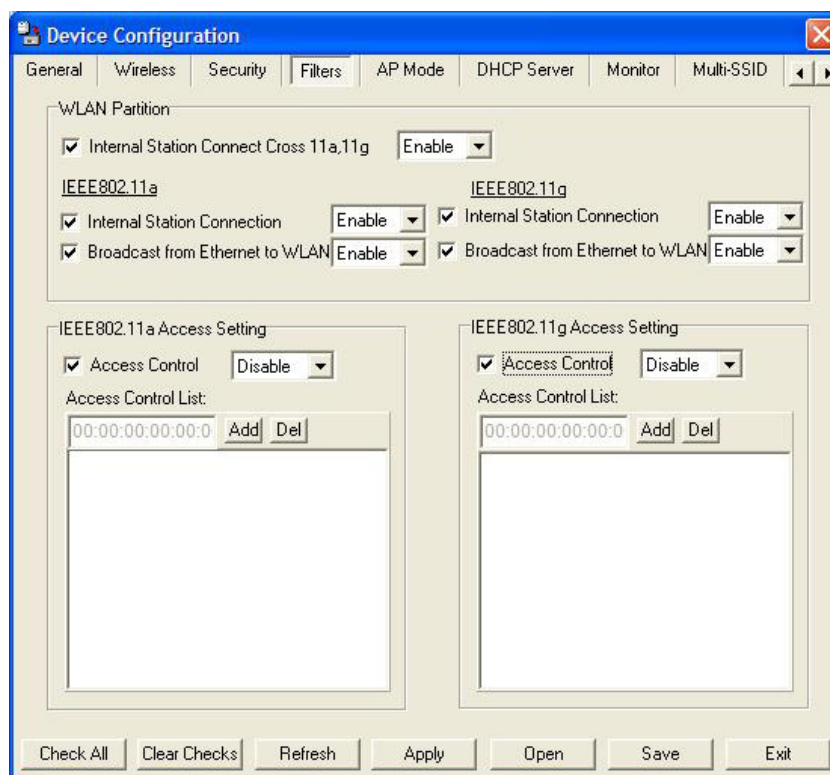 Device Configuration
General Wireless Security Filters AP Mode DHCP Server Monitor Multi-SSID
WLAN Partition
Internal Station Connect Cross 11a,11g Enable
IEEE802.11a
Internal Station Connection Enable
Broadcast from Ethernet to WLAN Enable
IEEE802.11g
Internal Station Connection Enable
Broadcast from Ethernet to WLAN Enable
IEEE802.11a Access Setting
Access Control Disable
Access Control List:
00:00:00:00:00:0 Add Del
IEEE802.11g Access Setting
Access Control Disable
Access Control List:
00:00:00:00:00:0 Add Del
Check All Clear Checks Refresh Apply Open Save Exit